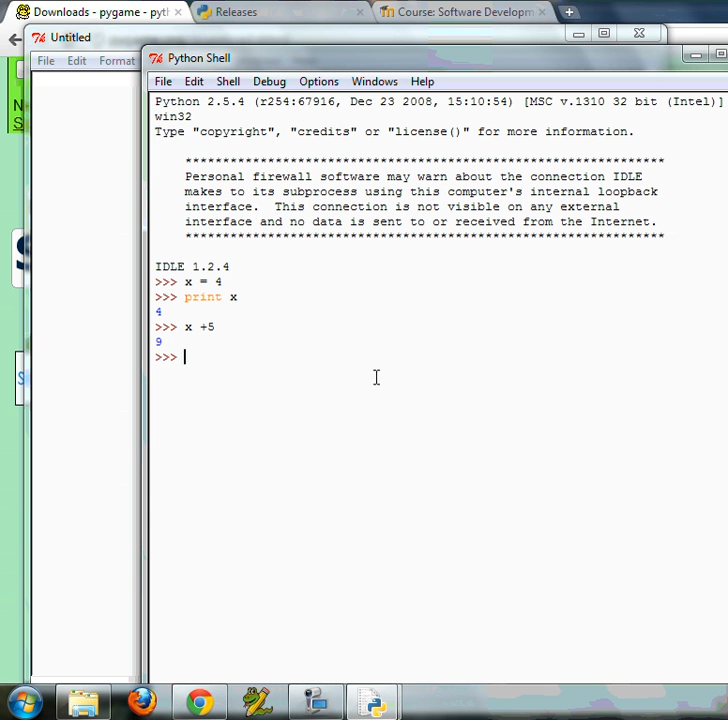 Downloads - pygame - pyth
Releases
Course: Software Developm
Untitled
File Edit Format
Python Shell
File Edit Shell Debug Options Windows Help
Python 2.5.4 (r254:67916, Dec 23 2008, 15:10:54) [MSC v.1310 32 bit (Intel)]
win32
Type "copyright", "credits" or "license()" for more information.
****************************************************************
Personal firewall software may warn about the connection IDLE
makes to its subprocess using this computer's internal loopback
interface.  This connection is not visible on any external
interface and no data is sent to or received from the Internet.
****************************************************************
IDLE 1.2.4
>>> x = 4
>>> print x
4
>>> x +5
9
>>>